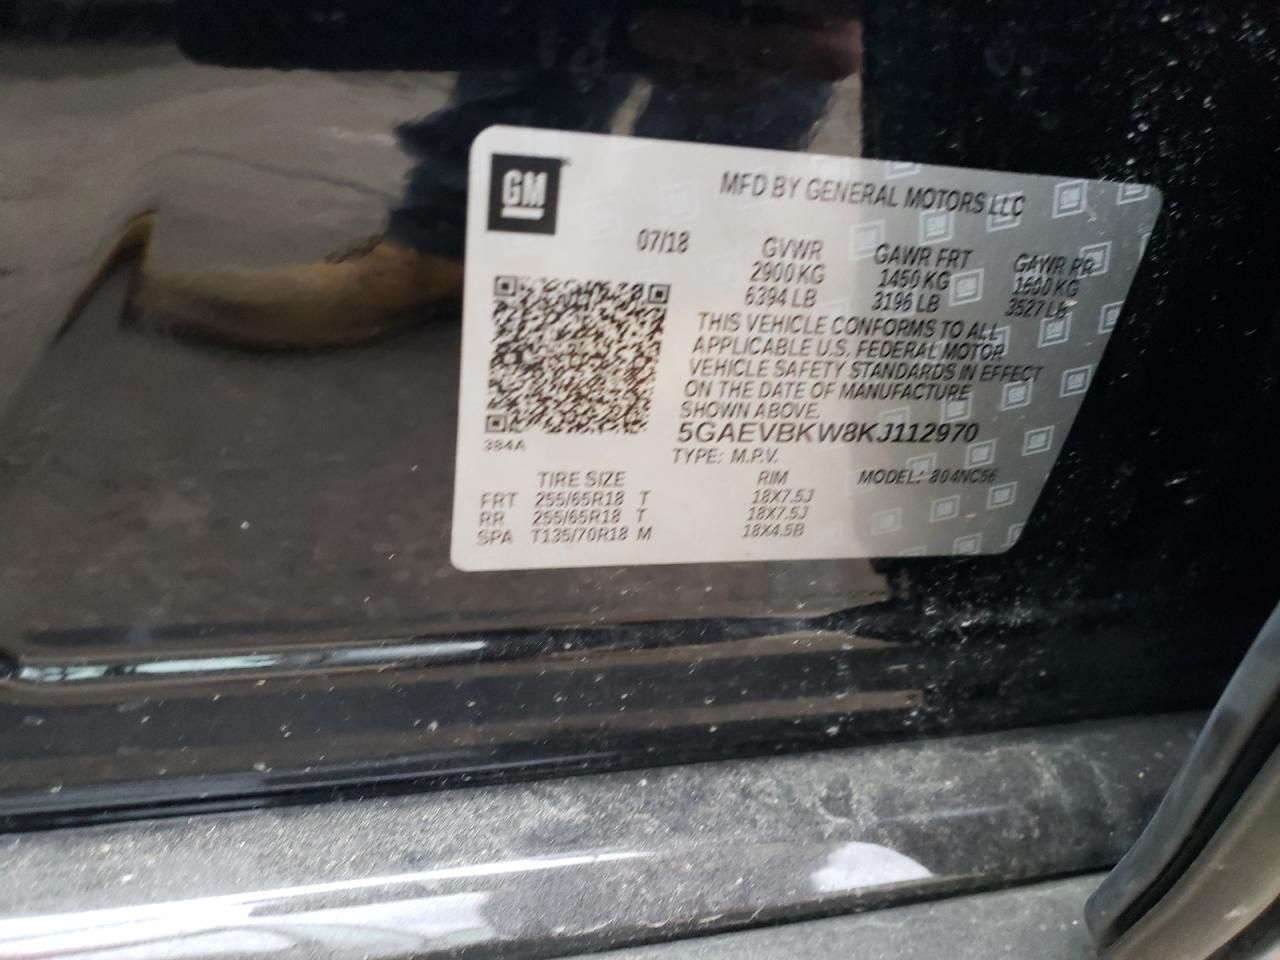 GM
MFD BY GENERAL MOTORS LLC
07/18 GVWR GAWR FRT GAWR RR
2900 KG 1450 KG 1600 KG
6394 LB 3196 LB 3527 LB
THIS VEHICLE CONFORMS TO ALL
APPLICABLE U.S. FEDERAL MOTOR
VEHICLE SAFETY STANDARDS IN EFFECT
ON THE DATE OF MANUFACTURE
SHOWN ABOVE.
384A
5GAEVBKW8KJ112970
TYPE: M.P.V. MODEL: 804NC56
TIRE SIZE RIM
FRT 255/65R18 T 18X7.5J
RR 255/65R18 T 18X7.5J
SPA T135/70R18 M 18X4.5B